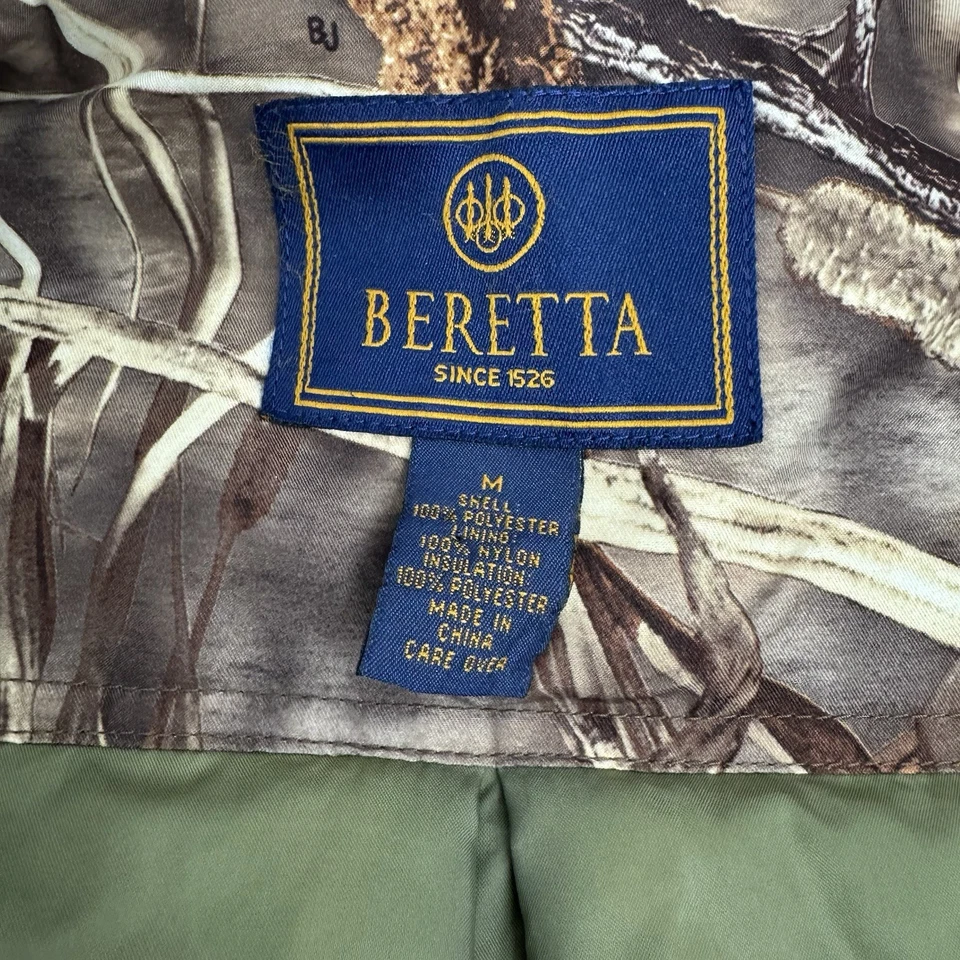 BJ
BERETTA
SINCE 1526
M
SHELL:
100% POLYESTER
LINING:
100% NYLON
INSULATION:
100% POLYESTER
MADE IN
CHINA
CARE OVER